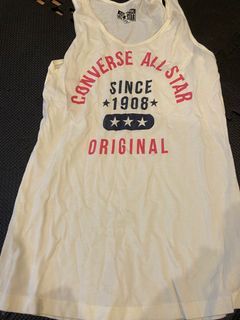 CONVERSE ALL STAR
SINCE
1908
ORIGINAL